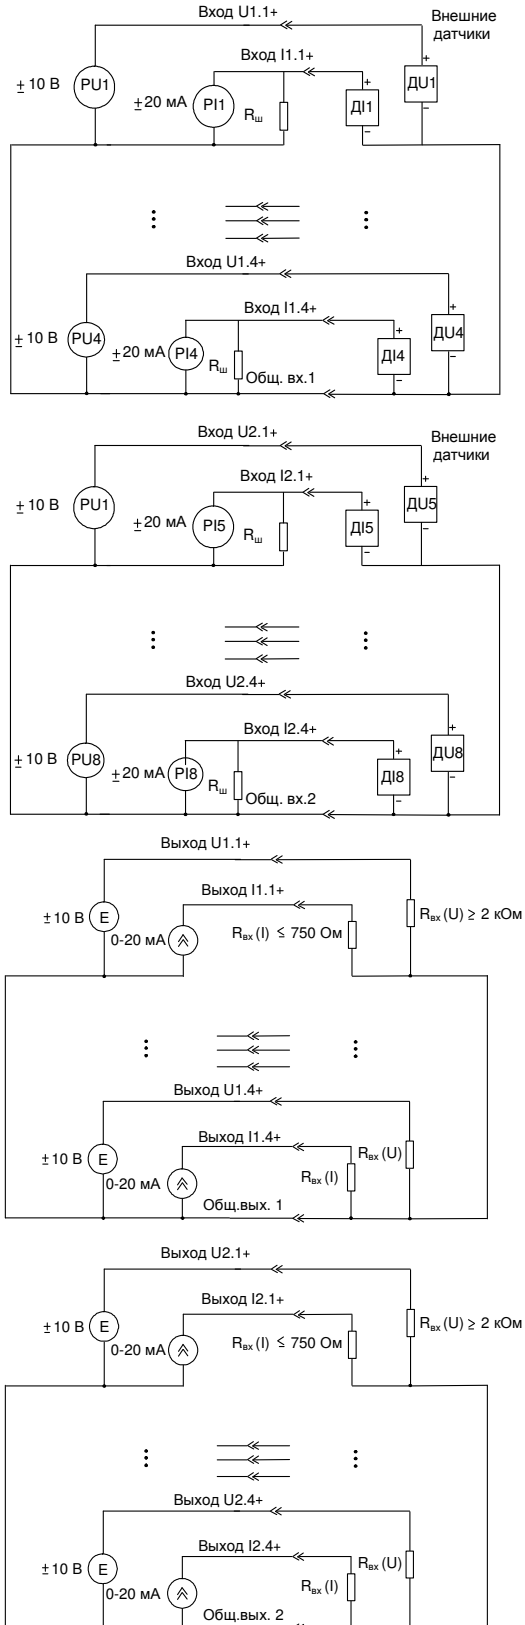 Вход U1.1+
Внешние
датчики
Вход I1.1+
± 10 В
PU1
±20 мА
PI1
Rш
ДI1
+
−
ДU1
+
−
Вход U1.4+
Вход I1.4+
± 10 В
PU4
±20 мА
PI4
Rш
Общ. вх.1
ДI4
+
−
ДU4
+
−
Вход U2.1+
Внешние
датчики
Вход I2.1+
± 10 В
PU1
±20 мА
PI5
Rш
ДI5
+
−
ДU5
+
−
Вход U2.4+
Вход I2.4+
± 10 В
PU8
±20 мА
PI8
Rш
Общ. вх.2
ДI8
+
−
ДU8
+
−
Выход U1.1+
Выход I1.1+
±10 В
E
0-20 мА
Rвх (I) ≤ 750 Ом
Rвх (U) ≥ 2 кОм
Выход U1.4+
Выход I1.4+
±10 В
E
0-20 мА
Rвх (I)
Rвх (U)
Общ.вых. 1
Выход U2.1+
Выход I2.1+
±10 В
E
0-20 мА
Rвх (I) ≤ 750 Ом
Rвх (U) ≥ 2 кОм
Выход U2.4+
Выход I2.4+
±10 В
E
0-20 мА
Rвх (I)
Rвх (U)
Общ.вых. 2